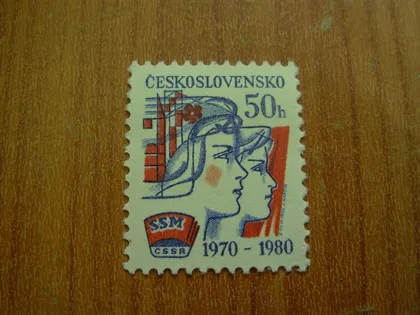 ČESKOSLOVENSKO
50h
SSM
ČSSR
1970 - 1980